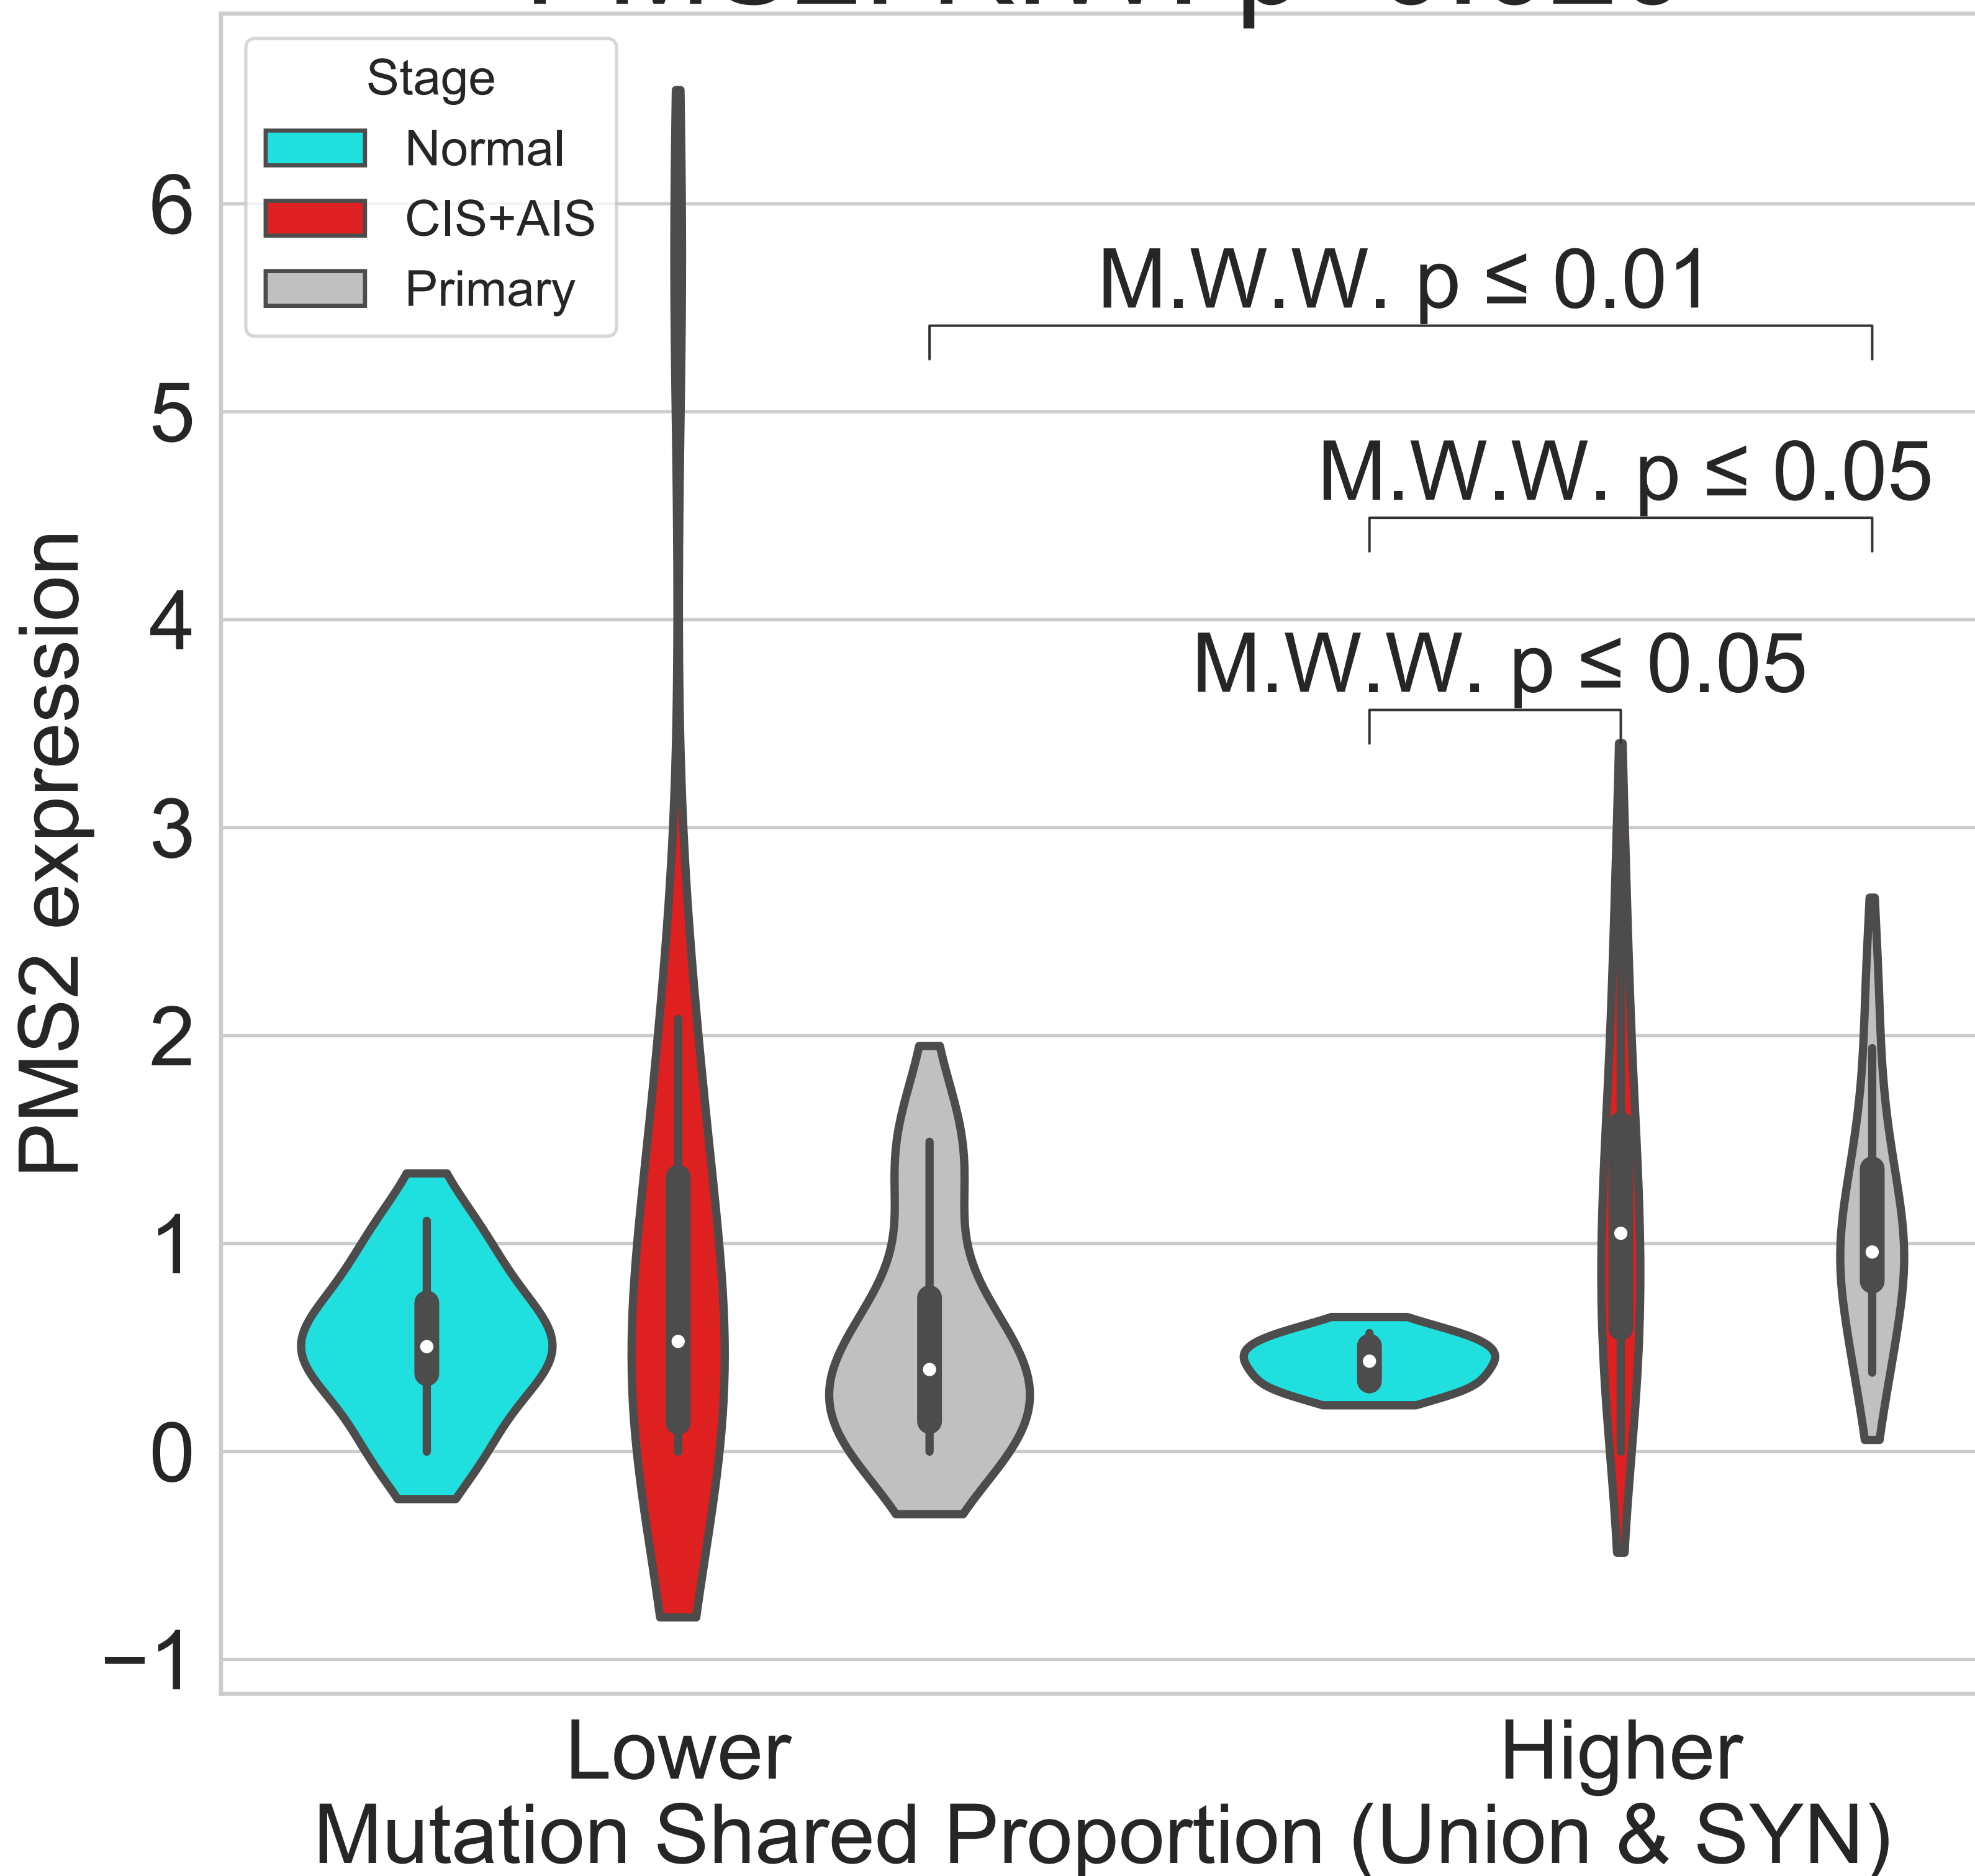 Stage
Normal
CIS+AIS
Primary
M.W.W. p ≤ 0.01
M.W.W. p ≤ 0.05
M.W.W. p ≤ 0.05
6
5
4
3
2
1
0
−1
PMS2 expression
Lower
Higher
Mutation Shared Proportion (Union & SYN)